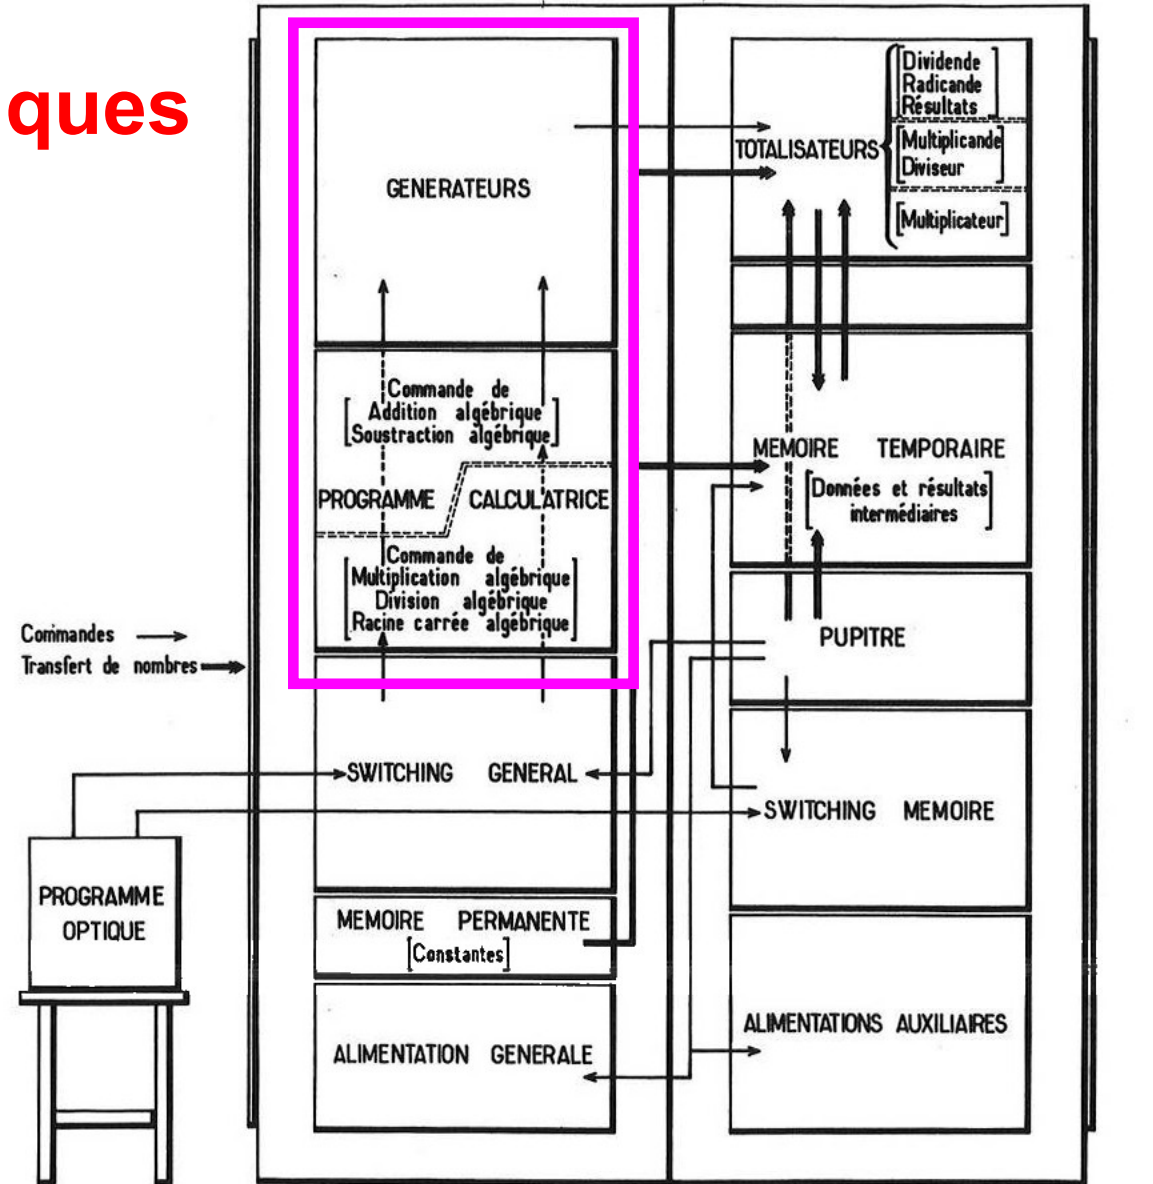 ques
GENERATEURS
Commande de
[Addition algébrique
Soustraction algébrique]
PROGRAMME CALCULATRICE
Commande de
[Multiplication algébrique
Division algébrique
Racine carrée algébrique]
SWITCHING GENERAL
MEMOIRE PERMANENTE
[Constantes]
ALIMENTATION GENERALE
TOTALISATEURS
[Dividende
Radicande
Résultats]
[Multiplicande
Diviseur]
[Multiplicateur]
MEMOIRE TEMPORAIRE
[Données et résultats
intermédiaires]
PUPITRE
SWITCHING MEMOIRE
ALIMENTATIONS AUXILIAIRES
Commandes
Transfert de nombres
PROGRAMME
OPTIQUE